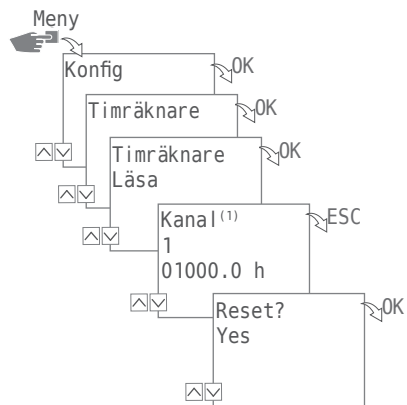 Meny
Konfig
OK
Timräknare
OK
Timräknare
OK
Läsa
Kanal(1)
ESC
1
01000.0 h
Reset?
OK
Yes